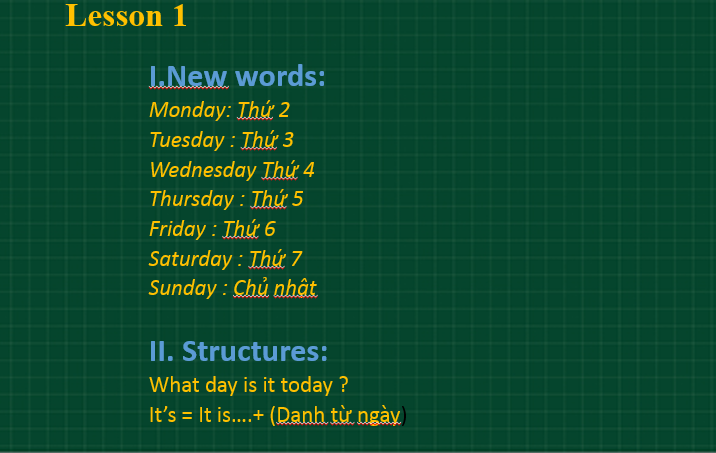 Lesson 1
I.New words:
Monday: Thứ 2
Tuesday : Thứ 3
Wednesday Thứ 4
Thursday : Thứ 5
Friday : Thứ 6
Saturday : Thứ 7
Sunday : Chủ nhật
II. Structures:
What day is it today ?
It’s = It is....+ (Danh từ ngày)